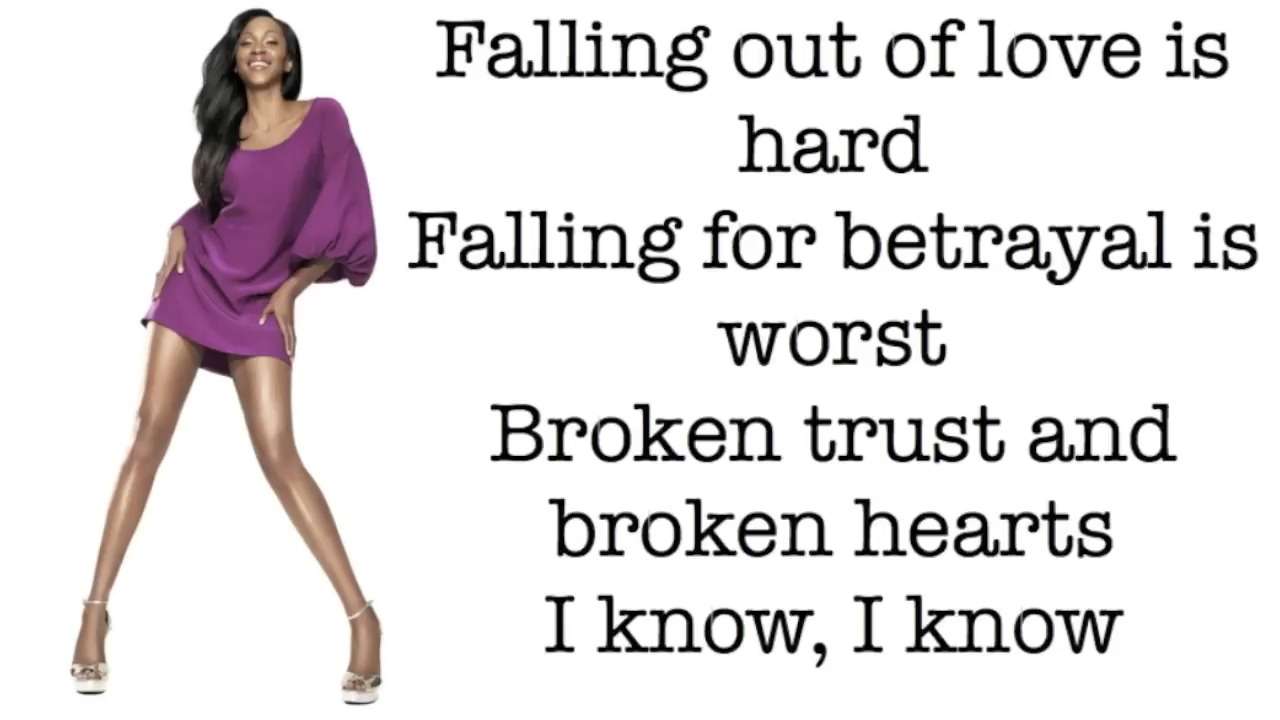 Falling out of love is
hard
Falling for betrayal is
worst
Broken trust and
broken hearts
I know, I know